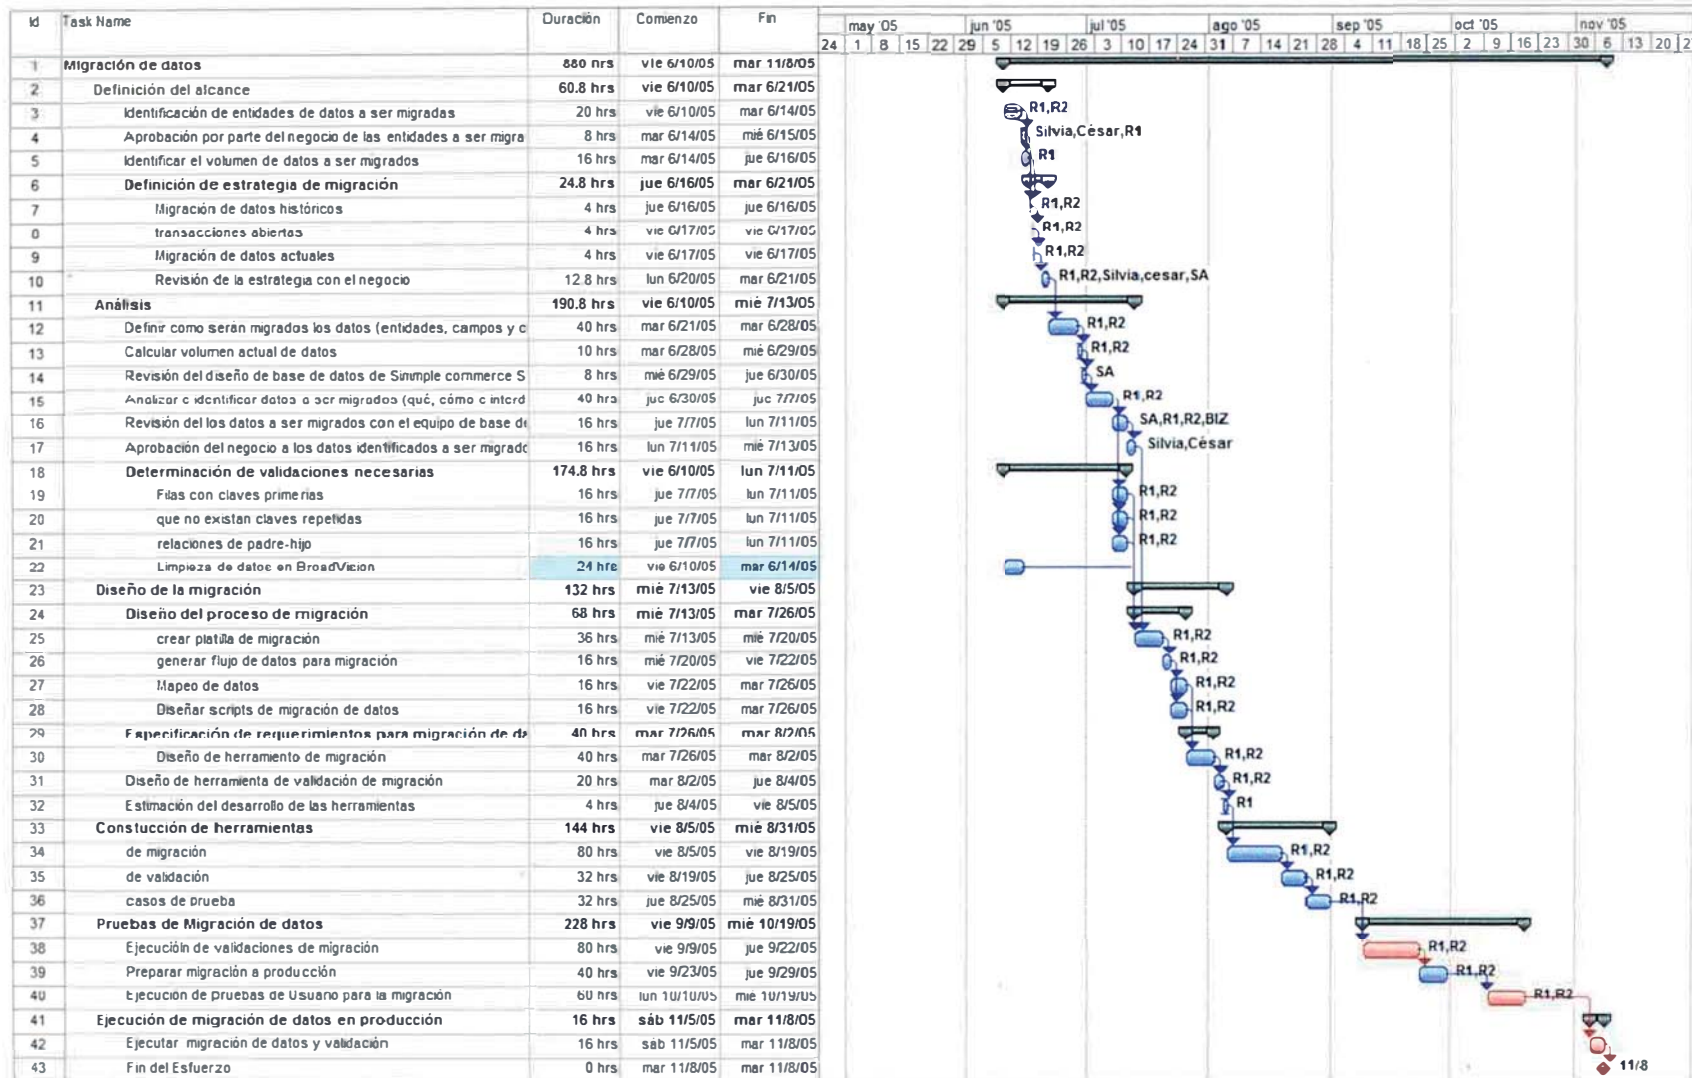 Id Task Name Duración Comienzo Fin
may '05 jun '05 jul '05 ago '05 sep '05 oct '05 nov '05
24 1 8 15 22 29 5 12 19 26 3 10 17 24 31 7 14 21 28 4 11 18 25 2 9 16 23 30 6 13 20 2
1 Migración de datos 880 hrs vie 6/10/05 mar 11/8/05
2 Definición del alcance 60.8 hrs vie 6/10/05 mar 6/21/05
3 Identificación de entidades de datos a ser migradas 20 hrs vie 6/10/05 mar 6/14/05 R1,R2
4 Aprobación por parte del negocio de las entidades a ser migra 8 hrs mar 6/14/05 mié 6/15/05 Silvia,César,R1
5 Identificar el volumen de datos a ser migrados 16 hrs mar 6/14/05 jue 6/16/05 R1
6 Definición de estrategia de migración 24.8 hrs jue 6/16/05 mar 6/21/05
7 Migración de datos históricos 4 hrs jue 6/16/05 jue 6/16/05 R1,R2
8 transacciones abiertas 4 hrs vie 6/17/05 vie 6/17/05 R1,R2
9 Migración de datos actuales 4 hrs vie 6/17/05 vie 6/17/05 R1,R2
10 Revisión de la estrategia con el negocio 12.8 hrs lun 6/20/05 mar 6/21/05 R1,R2,Silvia,cesar,SA
11 Análisis 190.8 hrs vie 6/10/05 mié 7/13/05
12 Definir como serán migrados los datos (entidades, campos y c 40 hrs mar 6/21/05 mar 6/28/05 R1,R2
13 Calcular volumen actual de datos 10 hrs mar 6/28/05 mié 6/29/05 R1,R2
14 Revisión del diseño de base de datos de Simmple commerce S 8 hrs mié 6/29/05 jue 6/30/05 SA
15 Analizar e identificar datos a ser migrados (qué, cómo e interd 40 hrs jue 6/30/05 jue 7/7/05 R1,R2
16 Revisión del los datos a ser migrados con el equipo de base de 16 hrs jue 7/7/05 lun 7/11/05 SA,R1,R2,BIZ
17 Aprobación del negocio a los datos identificados a ser migrado 16 hrs lun 7/11/05 mié 7/13/05 Silvia,César
18 Determinación de validaciones necesarias 174.8 hrs vie 6/10/05 lun 7/11/05
19 Filas con claves primerias 16 hrs jue 7/7/05 lun 7/11/05 R1,R2
20 que no existan claves repetidas 16 hrs jue 7/7/05 lun 7/11/05 R1,R2
21 relaciones de padre-hijo 16 hrs jue 7/7/05 lun 7/11/05 R1,R2
22 Limpieza de datos en BroadVision 24 hrs vie 6/10/05 mar 6/14/05
23 Diseño de la migración 132 hrs mié 7/13/05 vie 8/5/05
24 Diseño del proceso de migración 68 hrs mié 7/13/05 mar 7/26/05
25 crear platilla de migración 36 hrs mié 7/13/05 mié 7/20/05 R1,R2
26 generar flujo de datos para migración 16 hrs mié 7/20/05 vie 7/22/05 R1,R2
27 Mapeo de datos 16 hrs vie 7/22/05 mar 7/26/05 R1,R2
28 Diseñar scripts de migración de datos 16 hrs vie 7/22/05 mar 7/26/05 R1,R2
29 Especificación de requerimientos para migración de da 40 hrs mar 7/26/05 mar 8/2/05
30 Diseño de herramiento de migración 40 hrs mar 7/26/05 mar 8/2/05 R1,R2
31 Diseño de herramienta de validación de migración 20 hrs mar 8/2/05 jue 8/4/05 R1,R2
32 Estimación del desarrollo de las herramientas 4 hrs jue 8/4/05 vie 8/5/05 R1
33 Constucción de herramientas 144 hrs vie 8/5/05 mié 8/31/05
34 de migración 80 hrs vie 8/5/05 vie 8/19/05 R1,R2
35 de validación 32 hrs vie 8/19/05 jue 8/25/05 R1,R2
36 casos de prueba 32 hrs jue 8/25/05 mié 8/31/05 R1,R2
37 Pruebas de Migración de datos 228 hrs vie 9/9/05 mié 10/19/05
38 Ejecucióln de validaciones de migración 80 hrs vie 9/9/05 jue 9/22/05 R1,R2
39 Preparar migración a producción 40 hrs vie 9/23/05 jue 9/29/05 R1,R2
40 Ejecución de pruebas de Usuario para la migración 60 hrs lun 10/10/05 mié 10/19/05 R1,R2
41 Ejecución de migración de datos en producción 16 hrs sáb 11/5/05 mar 11/8/05
42 Ejecutar migración de datos y validación 16 hrs sáb 11/5/05 mar 11/8/05
43 Fin del Esfuerzo 0 hrs mar 11/8/05 mar 11/8/05 11/8